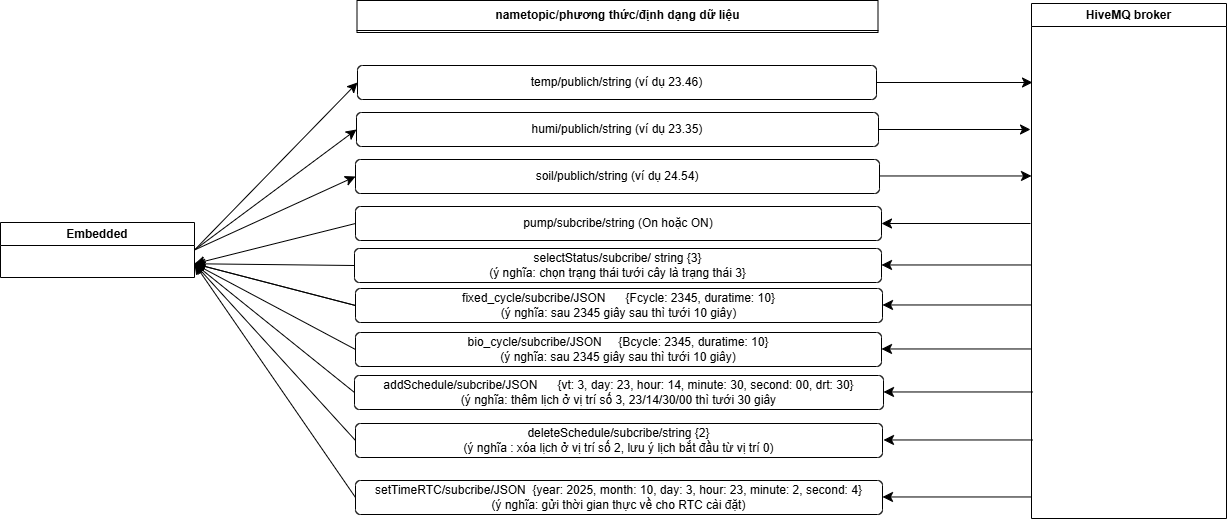 nametopic/phương thức/định dạng dữ liệu
HiveMQ broker
temp/publich/string (ví dụ 23.46)
humi/publich/string (ví dụ 23.35)
soil/publich/string (ví dụ 24.54)
pump/subcribe/string (On hoặc ON)
Embedded
selectStatus/subcribe/ string {3}
(ý nghĩa: chọn trạng thái tưới cây là trạng thái 3}
fixed_cycle/subcribe/JSON {Fcycle: 2345, duratime: 10}
(ý nghĩa: sau 2345 giây sau thì tưới 10 giây)
bio_cycle/subcribe/JSON {Bcycle: 2345, duratime: 10}
(ý nghĩa: sau 2345 giây sau thì tưới 10 giây)
addSchedule/subcribe/JSON {vt: 3, day: 23, hour: 14, minute: 30, second: 00, drt: 30}
(ý nghĩa: thêm lịch ở vị trí số 3, 23/14/30/00 thì tưới 30 giây
deleteSchedule/subcribe/string {2}
(ý nghĩa : xóa lịch ở vị trí số 2, lưu ý lịch bắt đầu từ vị trí 0)
setTimeRTC/subcribe/JSON {year: 2025, month: 10, day: 3, hour: 23, minute: 2, second: 4}
(ý nghĩa: gửi thời gian thực về cho RTC cài đặt)